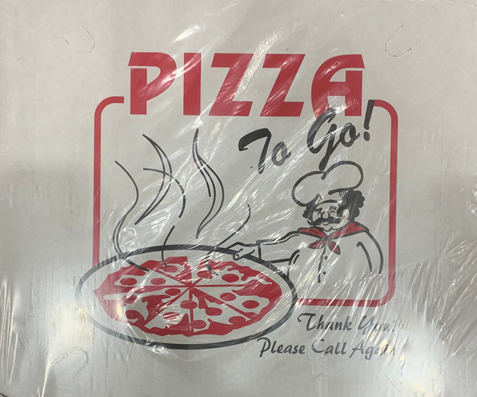 PIZZA
To Go!
Thank You!
Please Call Again